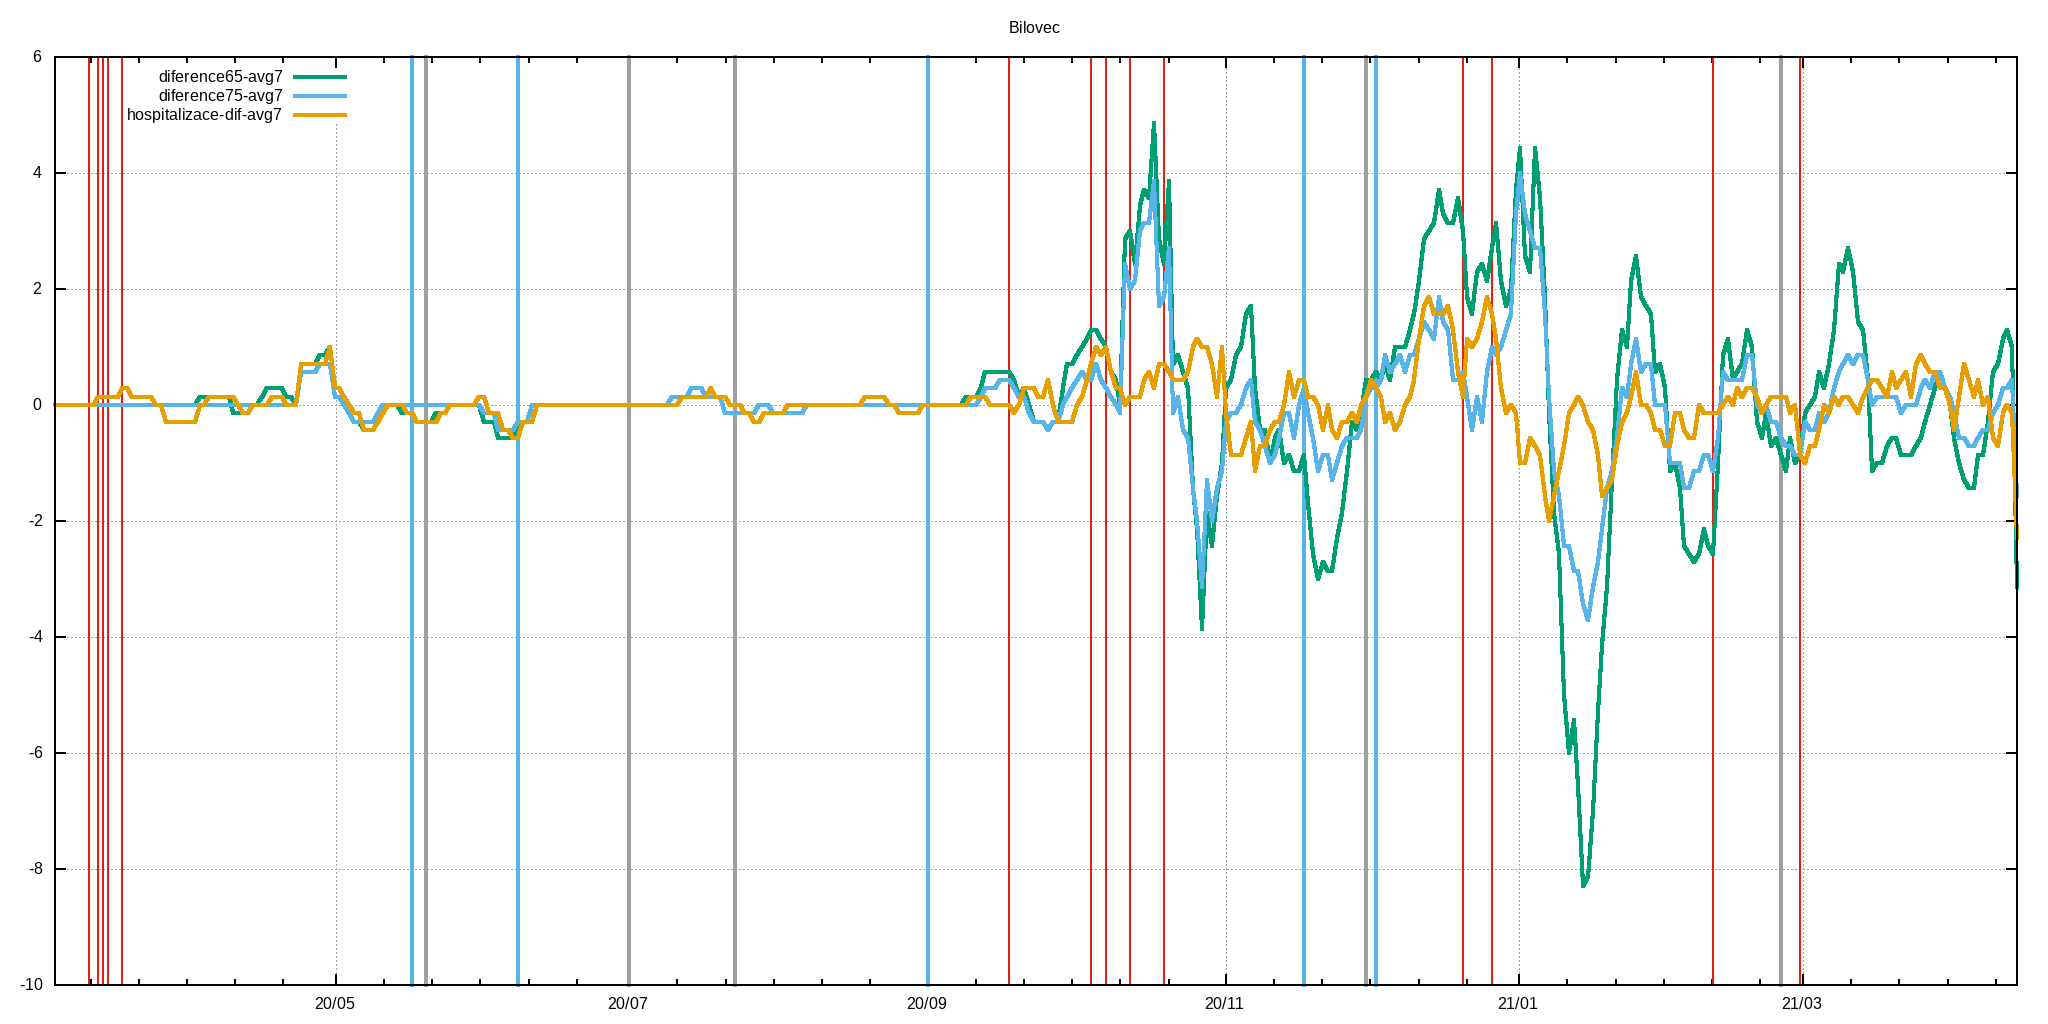 Bilovec
6
diference65-avg7
diference75-avg7
hospitalizace-dif-avg7
4
2
0
-2
-4
-6
-8
-10
20/05 20/07 20/09 20/11 21/01 21/03